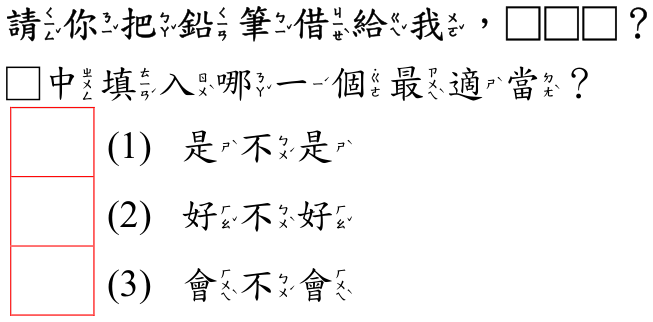 請你把鉛筆借給我，□□□？
□中填入哪一個最適當？
(1) 是不是
(2) 好不好
(3) 會不會